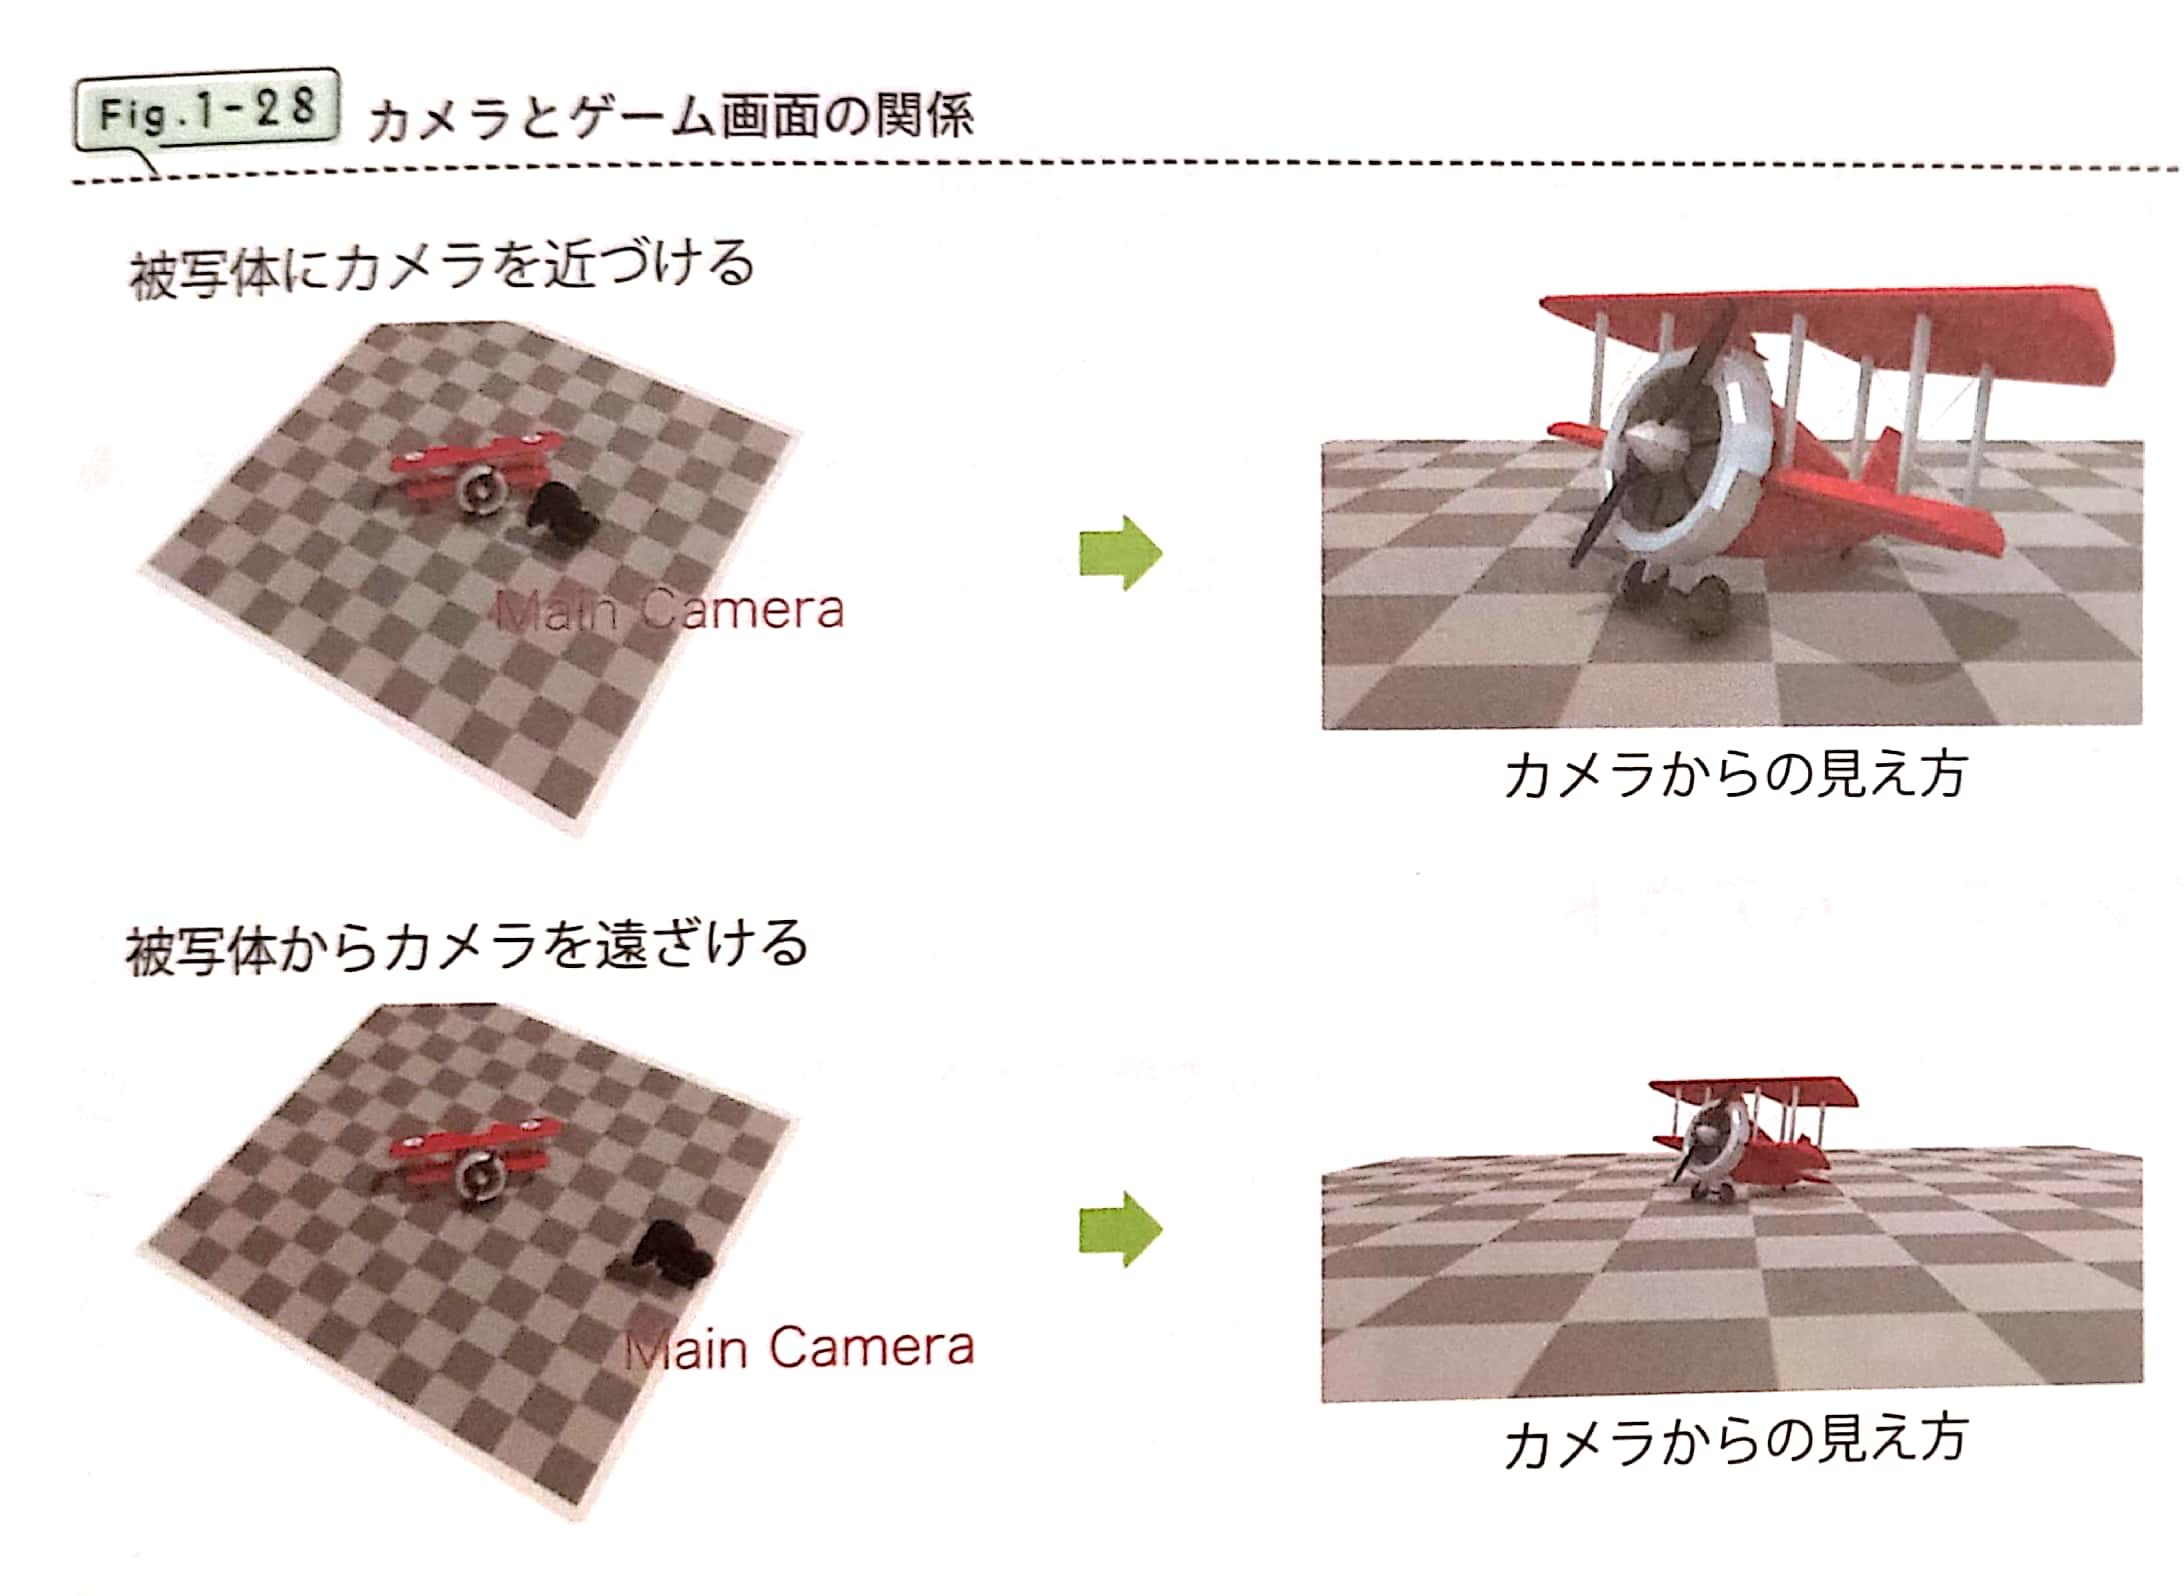 Fig.1-28 カメラとゲーム画面の関係
被写体にカメラを近づける
Main Camera
カメラからの見え方
被写体からカメラを遠ざける
Main Camera
カメラからの見え方